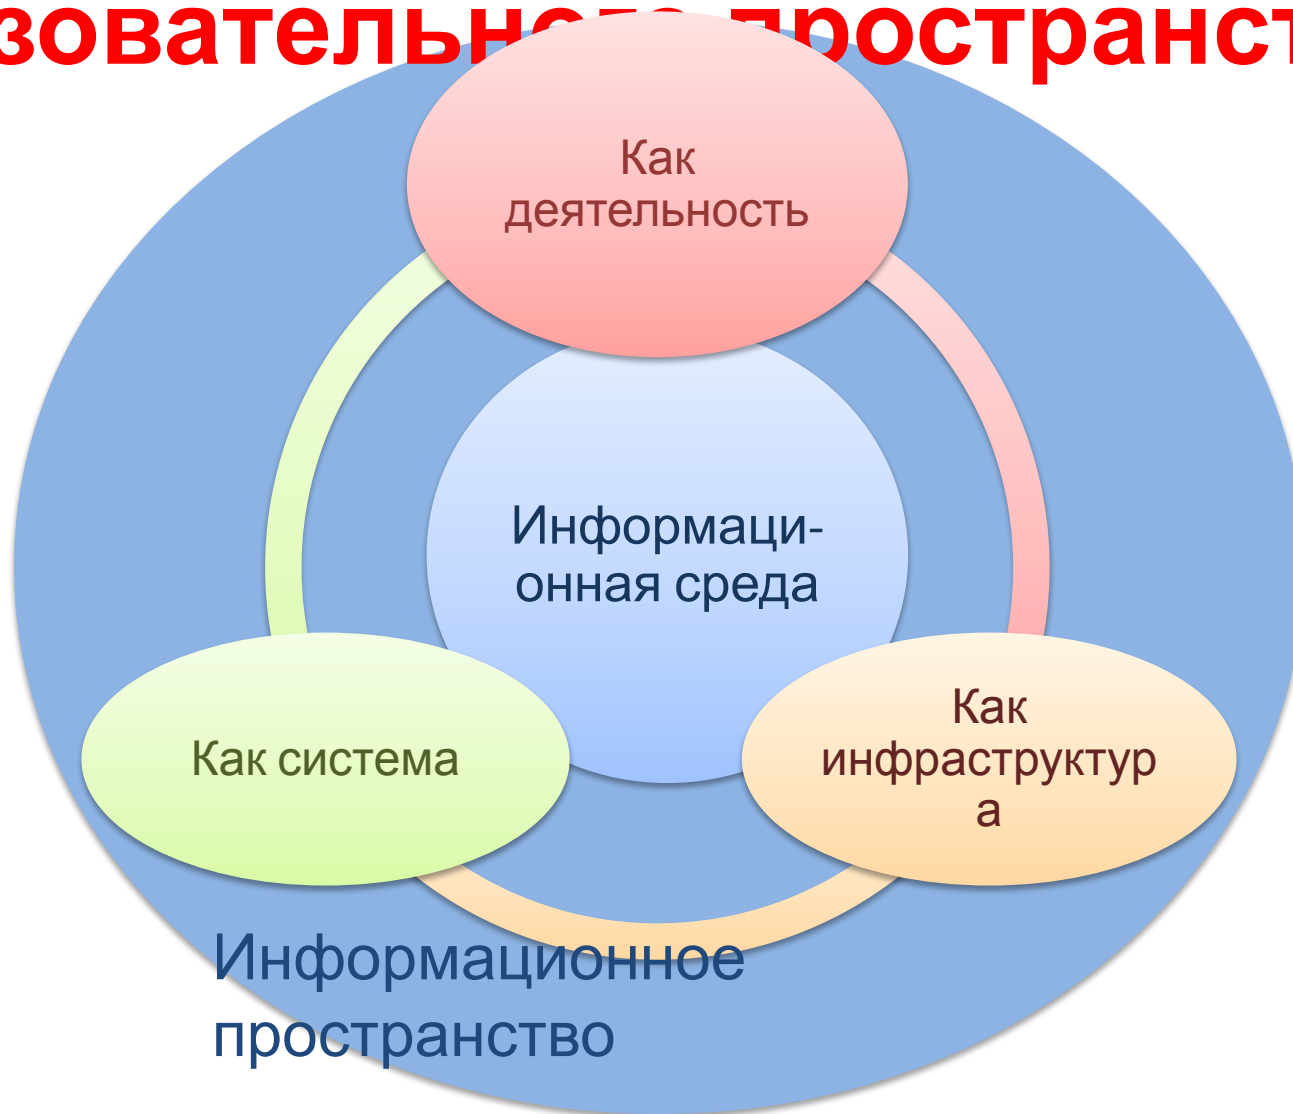 зовательного пространст
Как
деятельность
Информаци-
онная среда
Как система
Как
инфраструктур
а
Информационное
пространство